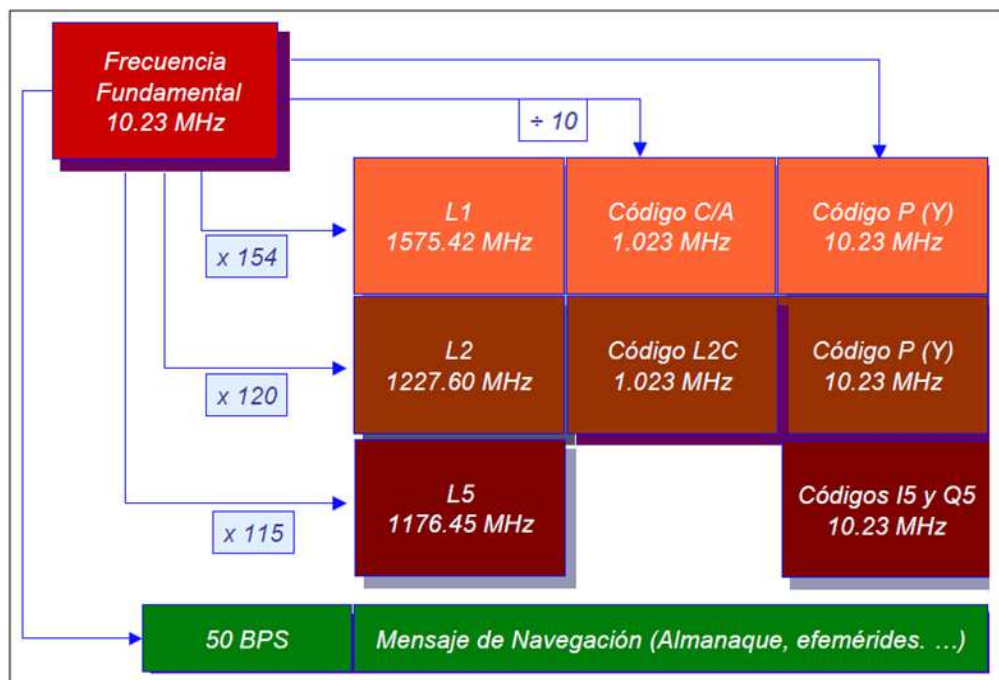 Frecuencia
Fundamental
10.23 MHz
÷ 10
L1
1575.42 MHz
Código C/A
1.023 MHz
Código P (Y)
10.23 MHz
x 154
L2
1227.60 MHz
Código L2C
1.023 MHz
Código P (Y)
10.23 MHz
x 120
L5
1176.45 MHz
Códigos I5 y Q5
10.23 MHz
x 115
50 BPS
Mensaje de Navegación (Almanaque, efemérides. …)